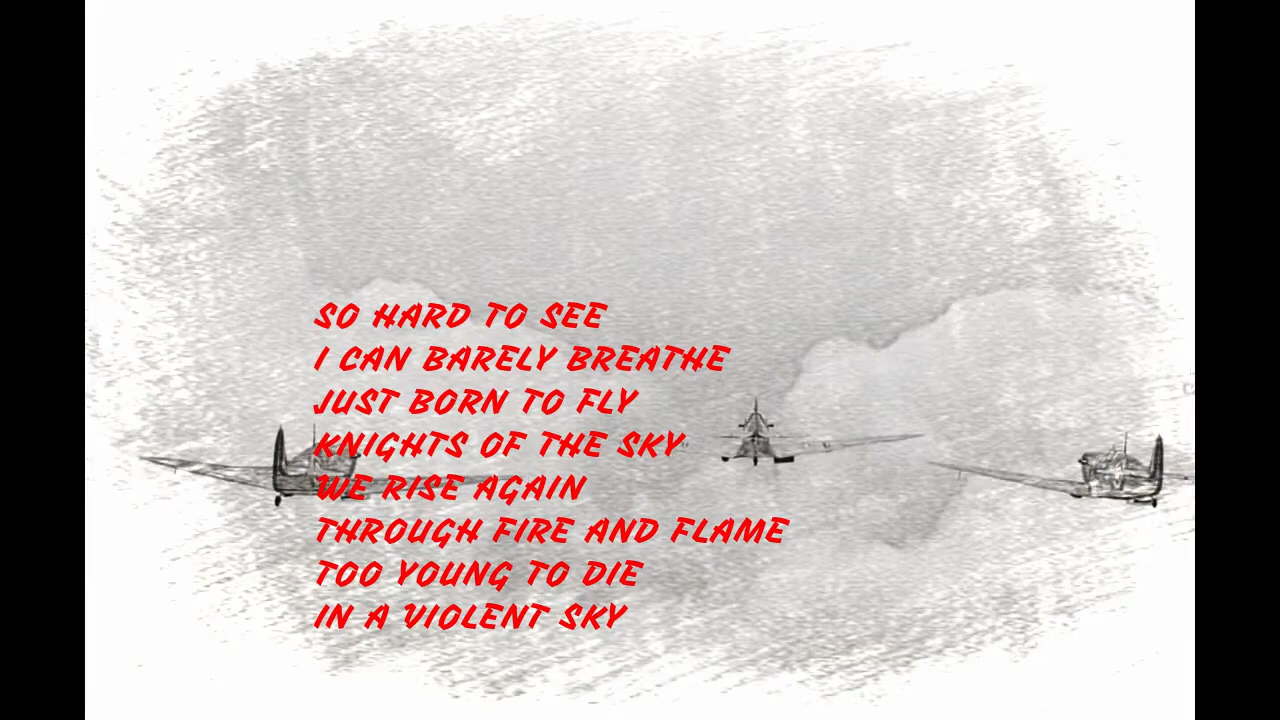 SO HARD TO SEE
I CAN BARELY BREATHE
JUST BORN TO FLY
KNIGHTS OF THE SKY
WE RISE AGAIN
THROUGH FIRE AND FLAME
TOO YOUNG TO DIE
IN A VIOLENT SKY